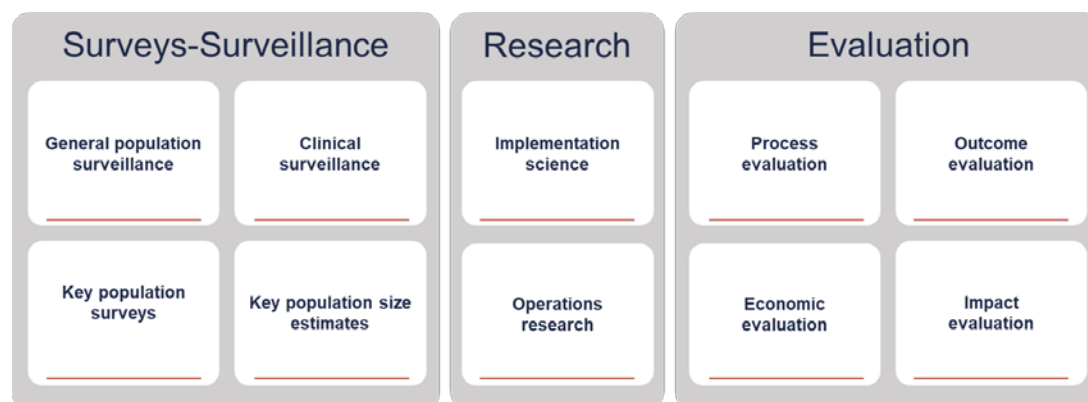 Surveys-Surveillance
General population
surveillance
Clinical
surveillance
Key population
surveys
Key population size
estimates
Research
Implementation
science
Operations
research
Evaluation
Process
evaluation
Outcome
evaluation
Economic
evaluation
Impact
evaluation